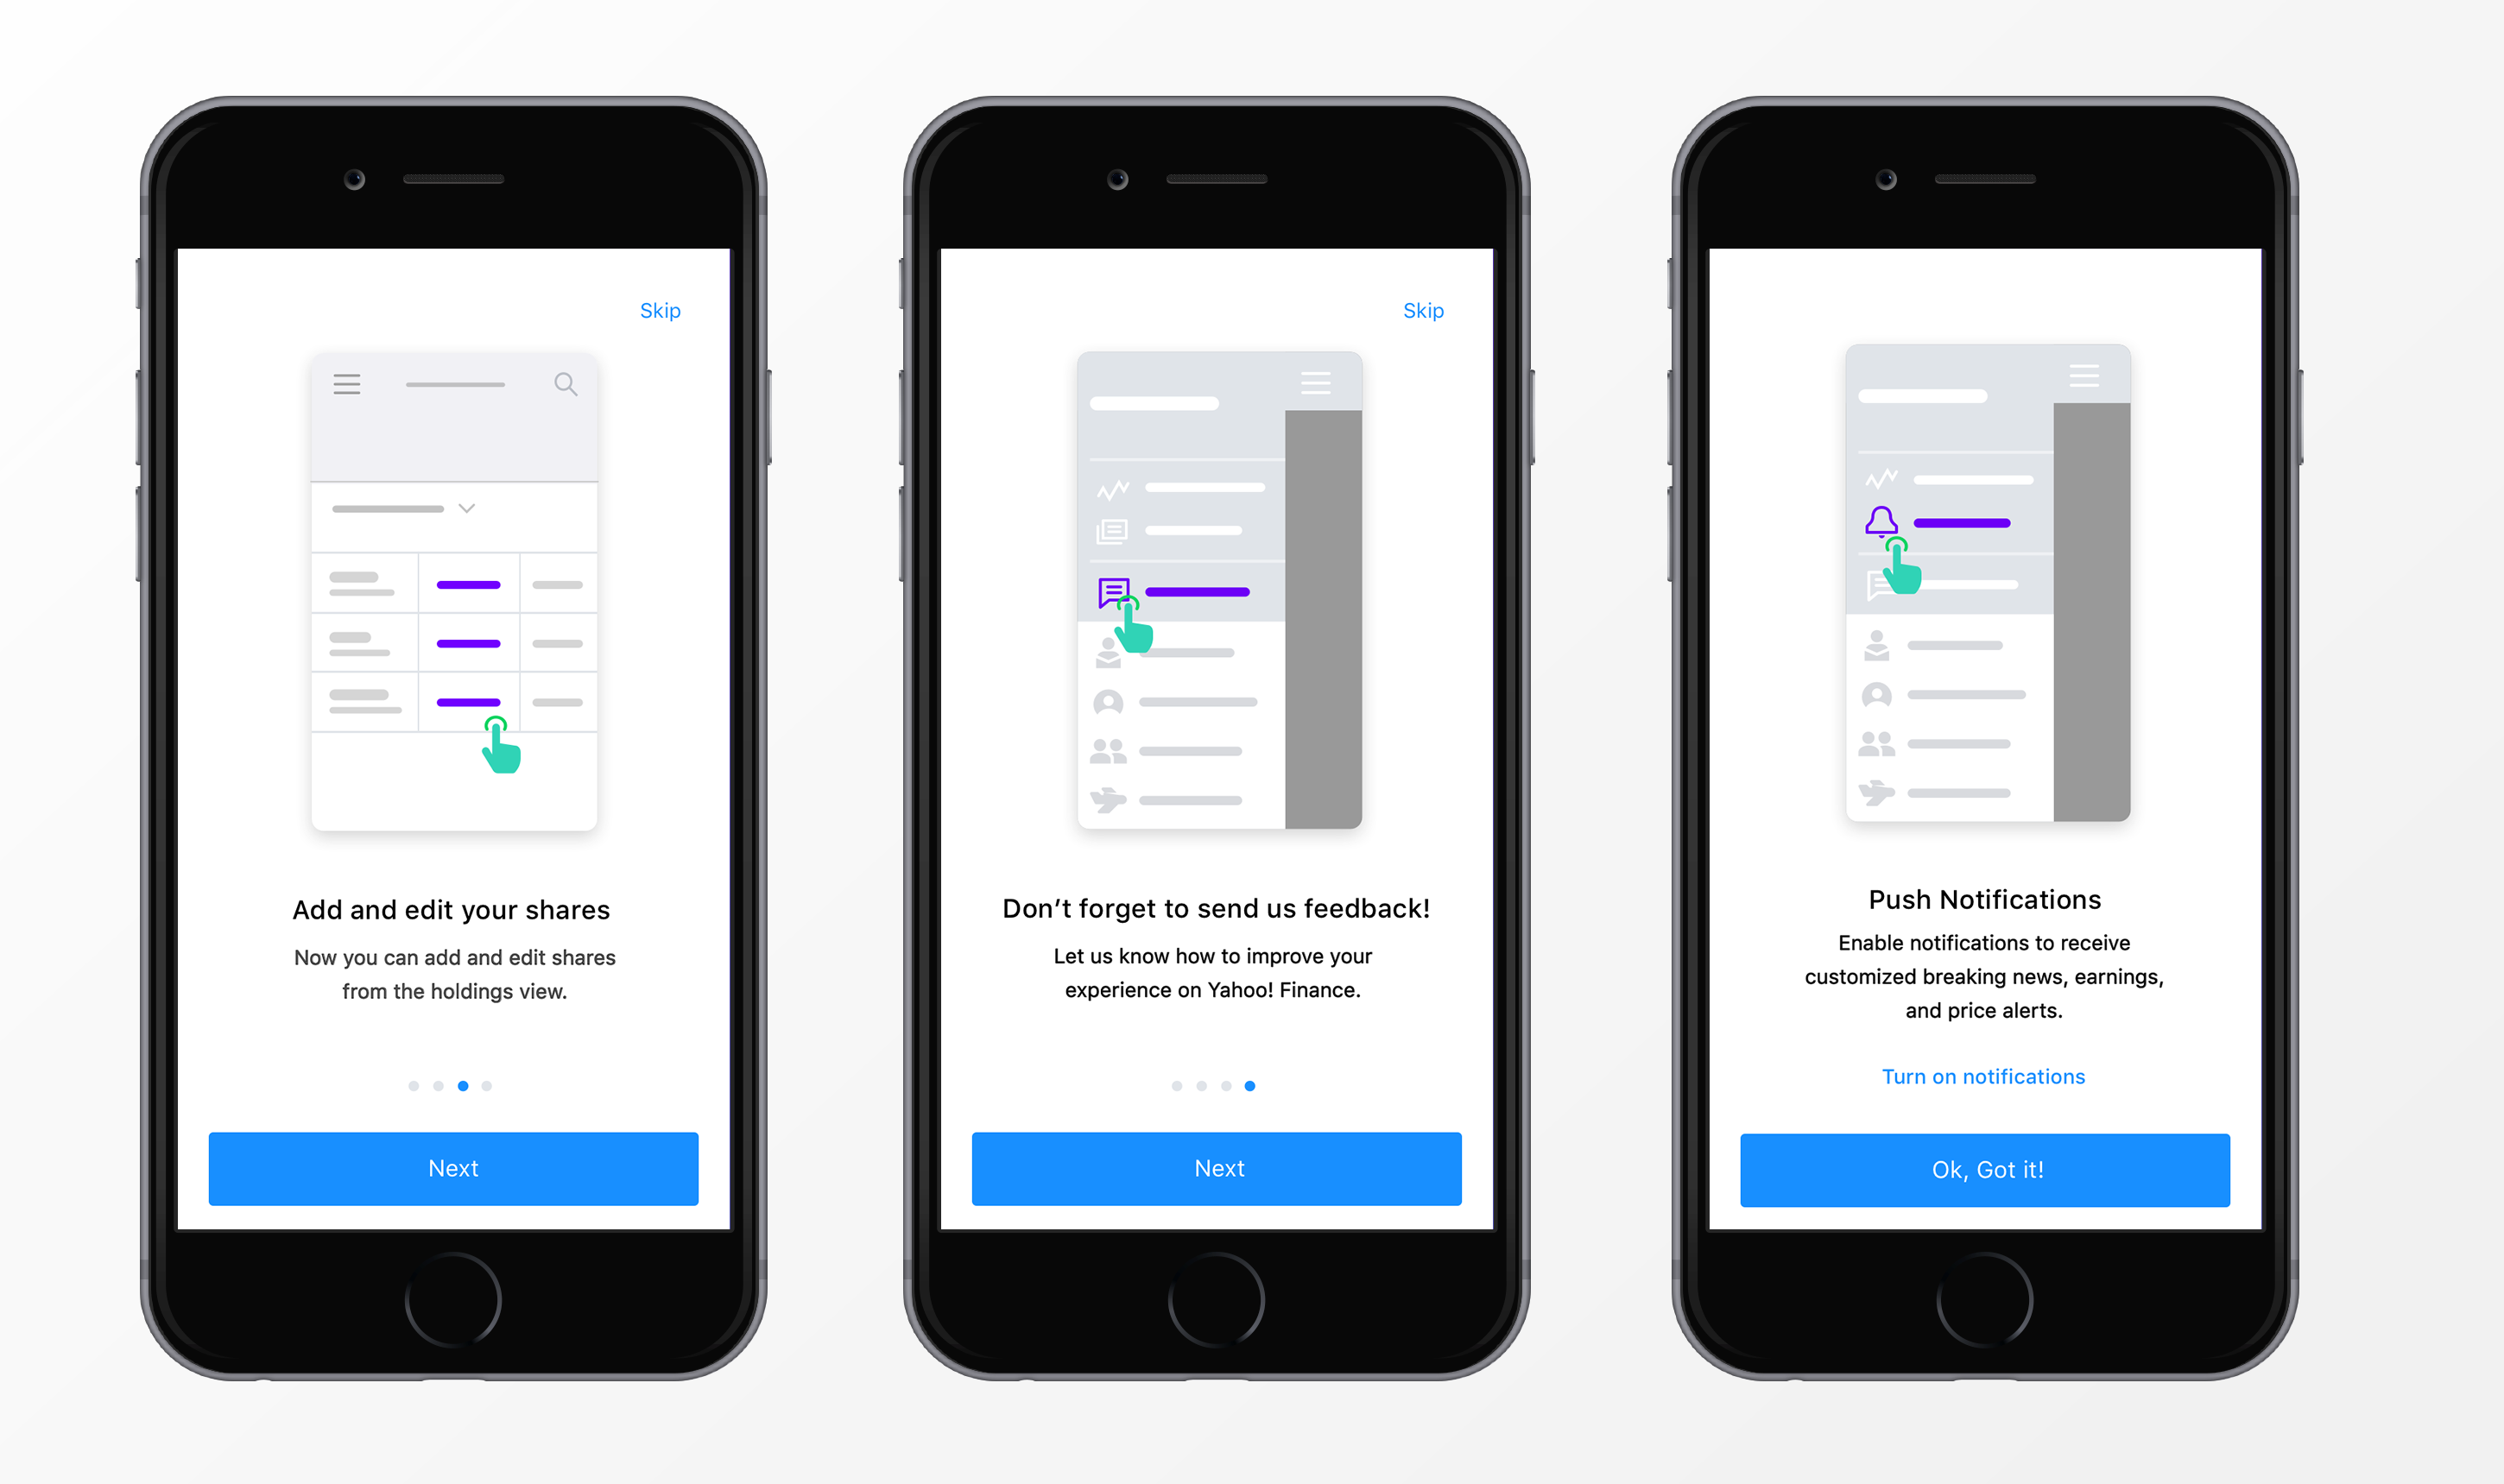 Skip
Add and edit your shares
Now you can add and edit shares
from the holdings view.
Next
Skip
Don’t forget to send us feedback!
Let us know how to improve your
experience on Yahoo! Finance.
Next
Push Notifications
Enable notifications to receive
customized breaking news, earnings,
and price alerts.
Turn on notifications
Ok, Got it!